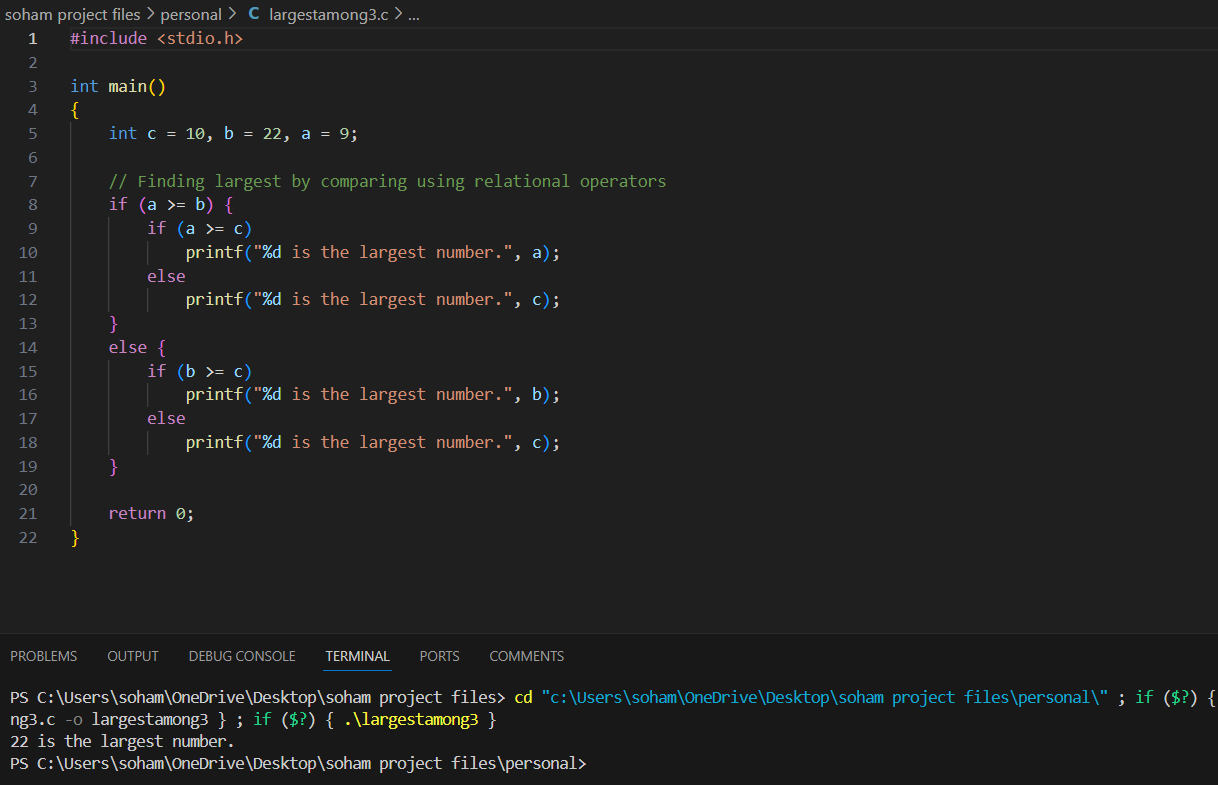 soham project files > personal > C largestamong3.c > ...
1 #include <stdio.h>
2
3 int main()
4 {
5     int c = 10, b = 22, a = 9;
6
7     // Finding largest by comparing using relational operators
8     if (a >= b) {
9         if (a >= c)
10             printf("%d is the largest number.", a);
11         else
12             printf("%d is the largest number.", c);
13     }
14     else {
15         if (b >= c)
16             printf("%d is the largest number.", b);
17         else
18             printf("%d is the largest number.", c);
19     }
20
21     return 0;
22 }
PROBLEMS OUTPUT DEBUG CONSOLE TERMINAL PORTS COMMENTS
PS C:\Users\soham\OneDrive\Desktop\soham project files> cd "c:\Users\soham\OneDrive\Desktop\soham project files\personal\" ; if ($?) {
ng3.c -o largestamong3 } ; if ($?) { .\largestamong3 }
22 is the largest number.
PS C:\Users\soham\OneDrive\Desktop\soham project files\personal>